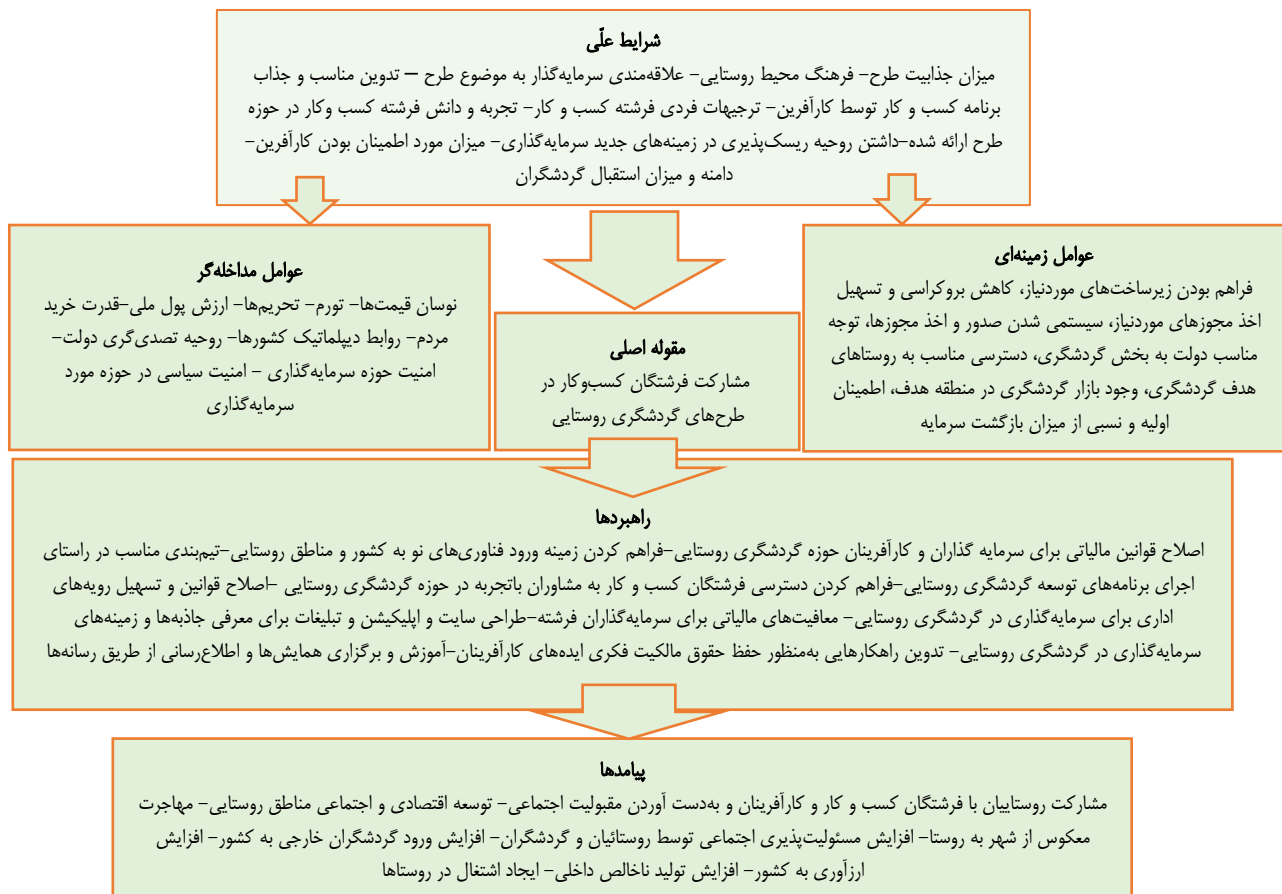 شرایط علّی
میزان جذابیت طرح– فرهنگ محیط روستایی– علاقه‌مندی سرمایه‌گذار به موضوع طرح – تدوین مناسب و جذاب
برنامه کسب و کار توسط کارآفرین– ترجیهات فردی فرشته کسب و کار– تجربه و دانش فرشته کسب وکار در حوزه
طرح ارائه شده–داشتن روحیه ریسک‌پذیری در زمینه‌های جدید سرمایه‌گذاری– میزان مورد اطمینان بودن کارآفرین–
دامنه و میزان استقبال گردشگران
عوامل زمینه‌ای
فراهم بودن زیرساخت‌های موردنیاز، کاهش بروکراسی و تسهیل
اخذ مجوزهای موردنیاز، سیستمی شدن صدور و اخذ مجوزها، توجه
مناسب دولت به بخش گردشگری، دسترسی مناسب به روستاهای
هدف گردشگری، وجود بازار گردشگری در منطقه هدف، اطمینان
اولیه و نسبی از میزان بازگشت سرمایه
مقوله اصلی
مشارکت فرشتگان کسب‌وکار در
طرح‌های گردشگری روستایی
عوامل مداخله‌گر
نوسان قیمت‌ها– تورم– تحریم‌ها– ارزش پول ملی–قدرت خرید
مردم– روابط دیپلماتیک کشورها– روحیه تصدی‌گری دولت–
امنیت حوزه سرمایه‌گذاری – امنیت سیاسی در حوزه مورد
سرمایه‌گذاری
راهبردها
اصلاح قوانین مالیاتی برای سرمایه گذاران و کارآفرینان حوزه گردشگری روستایی–فراهم کردن زمینه ورود فناوری‌های نو به کشور و مناطق روستایی–تیم‌بندی مناسب در راستای
اجرای برنامه‌های توسعه گردشگری روستایی–فراهم کردن دسترسی فرشتگان کسب و کار به مشاوران باتجربه در حوزه گردشگری روستایی –اصلاح قوانین و تسهیل رویه‌های
اداری برای سرمایه‌گذاری در گردشگری روستایی– معافیت‌های مالیاتی برای سرمایه‌گذاران فرشته–طراحی سایت و اپلیکیشن و تبلیغات برای معرفی جاذبه‌ها و زمینه‌های
سرمایه‌گذاری در گردشگری روستایی– تدوین راهکارهایی به‌منظور حفظ حقوق مالکیت فکری ایده‌های کارآفرینان–آموزش و برگزاری همایش‌ها و اطلاع‌رسانی از طریق رسانه‌ها
پیامدها
مشارکت روستاییان با فرشتگان کسب و کار و کارآفرینان و به‌دست آوردن مقبولیت اجتماعی– توسعه اقتصادی و اجتماعی مناطق روستایی– مهاجرت
معکوس از شهر به روستا– افزایش مسئولیت‌پذیری اجتماعی توسط روستائیان و گردشگران– افزایش ورود گردشگران خارجی به کشور– افزایش
ارزآوری به کشور– افزایش تولید ناخالص داخلی– ایجاد اشتغال در روستاها